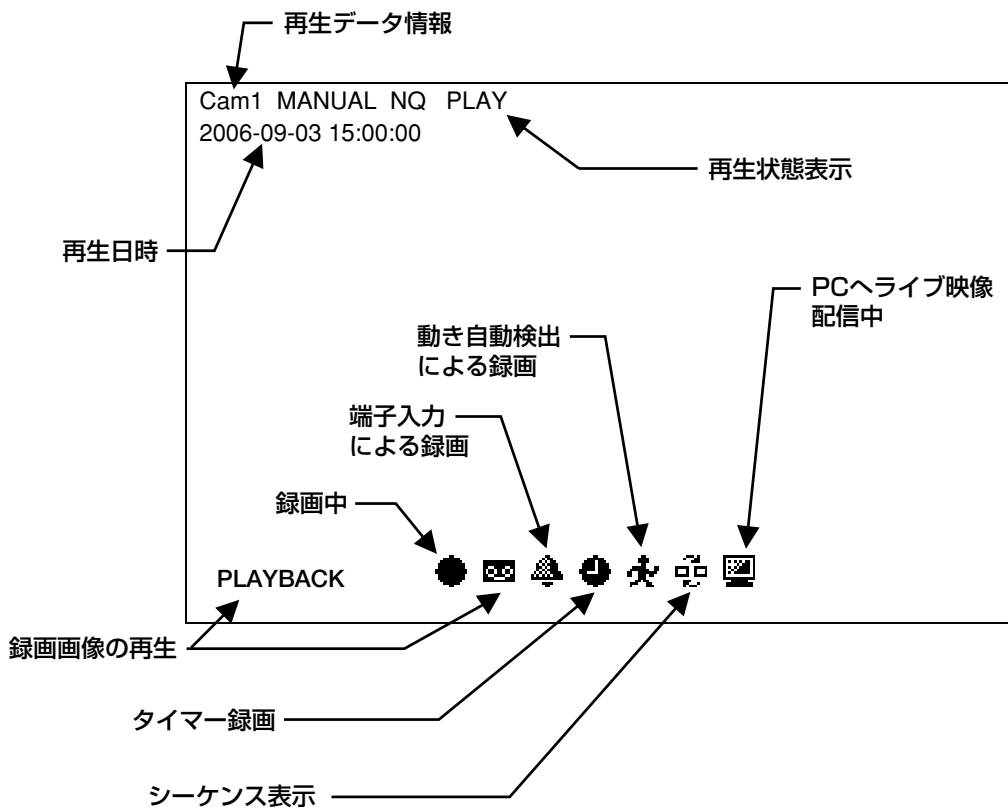 再生データ情報
Cam1 MANUAL NQ PLAY
2006-09-03 15:00:00
再生状態表示
再生日時
PCへライブ映像
配信中
動き自動検出
による録画
端子入力
による録画
録画中
PLAYBACK
録画画像の再生
タイマー録画
シーケンス表示